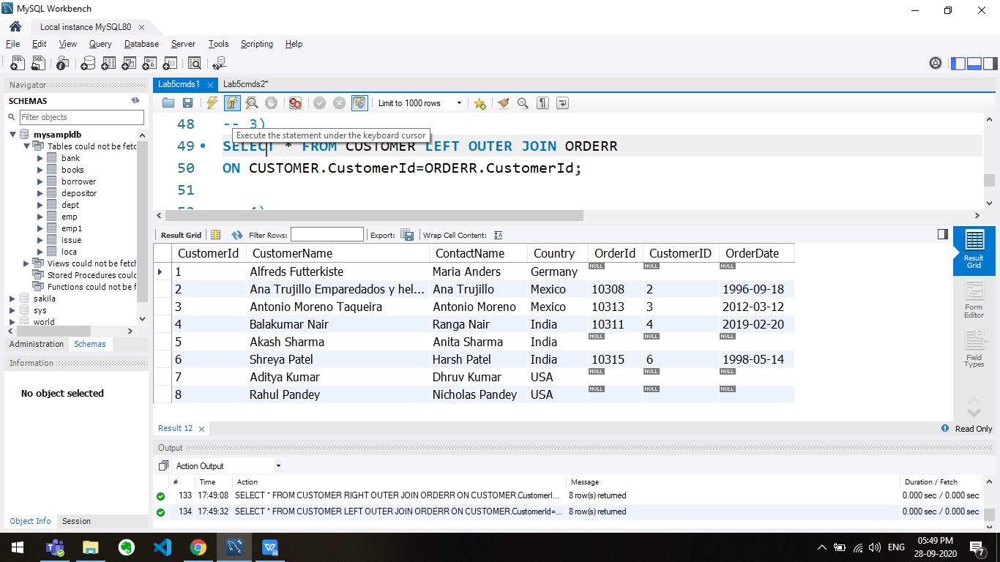 MySQL Workbench
Local instance MySQL80
File Edit View Query Database Server Tools Scripting Help
Navigator
SCHEMAS
Filter objects
mysampldb
Tables could not be fetc
bank
books
borrower
depositor
dept
emp
emp1
issue
loca
Views could not be fetch
Stored Procedures could
Functions could not be f
sakila
sys
world
Administration Schemas
Information
No object selected
Object Info Session
Lab5cmds1 Lab5cmds2*
Limit to 1000 rows
48 -- 3)
Execute the statement under the keyboard cursor
49 SELECT * FROM CUSTOMER LEFT OUTER JOIN ORDERR
50 ON CUSTOMER.CustomerId=ORDERR.CustomerId;
51
Result Grid Filter Rows: Export: Wrap Cell Content:
CustomerId CustomerName ContactName Country OrderId CustomerID OrderDate
1 Alfreds Futterkiste Maria Anders Germany NULL NULL NULL
2 Ana Trujillo Emparedados y hel... Ana Trujillo Mexico 10308 2 1996-09-18
3 Antonio Moreno Taqueira Antonio Moreno Mexico 10313 3 2012-03-12
4 Balakumar Nair Ranga Nair India 10311 4 2019-02-20
5 Akash Sharma Anita Sharma India NULL NULL NULL
6 Shreya Patel Harsh Patel India 10315 6 1998-05-14
7 Aditya Kumar Dhruv Kumar USA NULL NULL NULL
8 Rahul Pandey Nicholas Pandey USA NULL NULL NULL
Result Grid
Form Editor
Field Types
Result 12
Read Only
Output
Action Output
# Time Action Message Duration / Fetch
133 17:49:08 SELECT * FROM CUSTOMER RIGHT OUTER JOIN ORDERR ON CUSTOMER.CustomerI... 8 row(s) returned 0.000 sec / 0.000 sec
134 17:49:32 SELECT * FROM CUSTOMER LEFT OUTER JOIN ORDERR ON CUSTOMER.CustomerId=... 8 row(s) returned 0.000 sec / 0.000 sec
ENG
05:49 PM
28-09-2020
7